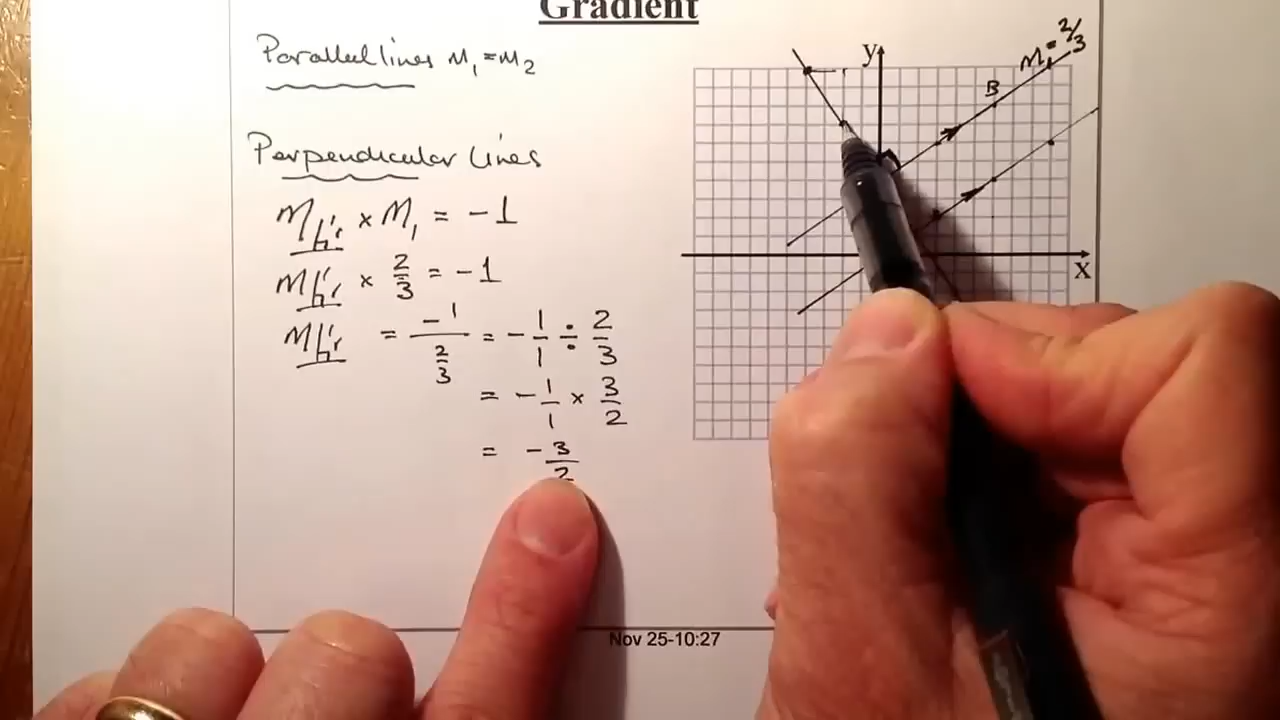 Gradient
Parallel lines M₁ = M₂
Perpendicular Lines
M⊥'r × M₁ = -1
M⊥'r × 2/3 = -1
M⊥'r = -1/(2/3) = -1/1 ÷ 2/3
= -1/1 × 3/2
= -3/2
y
M₁ = 2/3
B
x
Nov 25-10:27